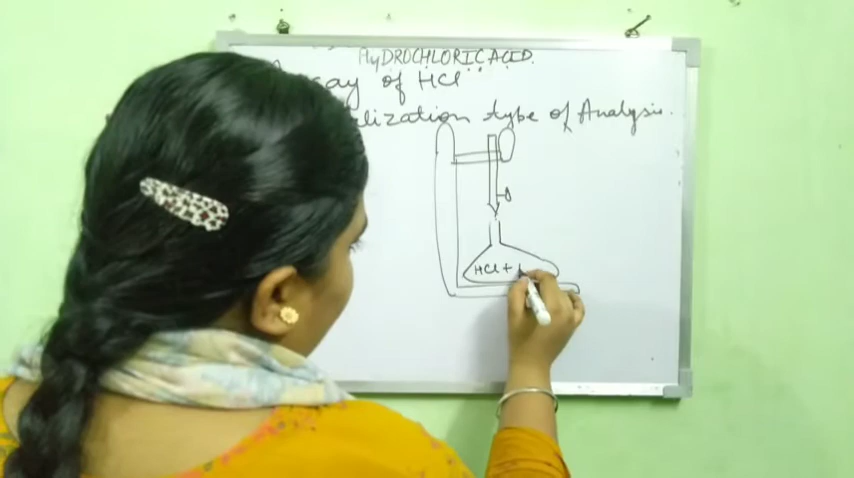 HyDROCHLORIC ACID.
say of HCl
lization type of Analysis.
HCl +